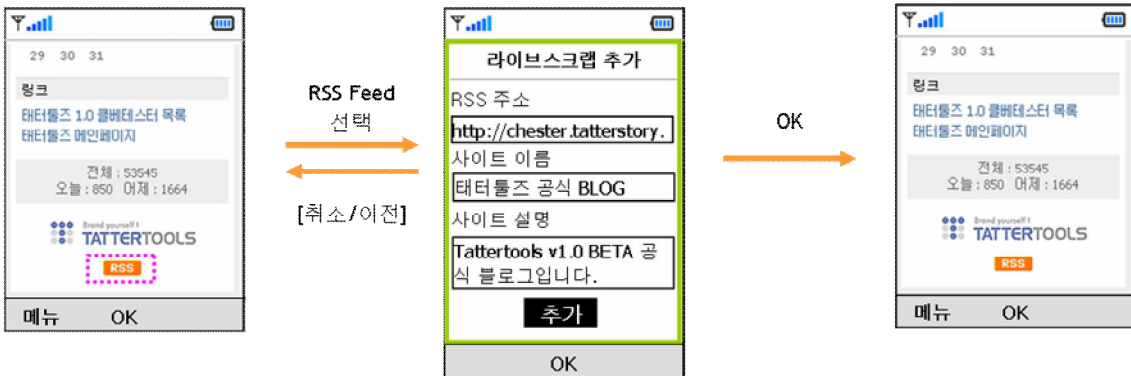 29 30 31
링크
태터툴즈 1.0 클베테스터 목록
태터툴즈 메인페이지
전체 : 53545
오늘 : 850 어제 : 1664
Brand yourself !
TATTERTOOLS
RSS
메뉴 OK
RSS Feed
선택
[취소/이전]
라이브스크랩 추가
RSS 주소
http://chester.tatterstory.
사이트 이름
태터툴즈 공식 BLOG
사이트 설명
Tattertools v1.0 BETA 공
식 블로그입니다.
추가
OK
OK
29 30 31
링크
태터툴즈 1.0 클베테스터 목록
태터툴즈 메인페이지
전체 : 53545
오늘 : 850 어제 : 1664
Brand yourself !
TATTERTOOLS
RSS
메뉴 OK